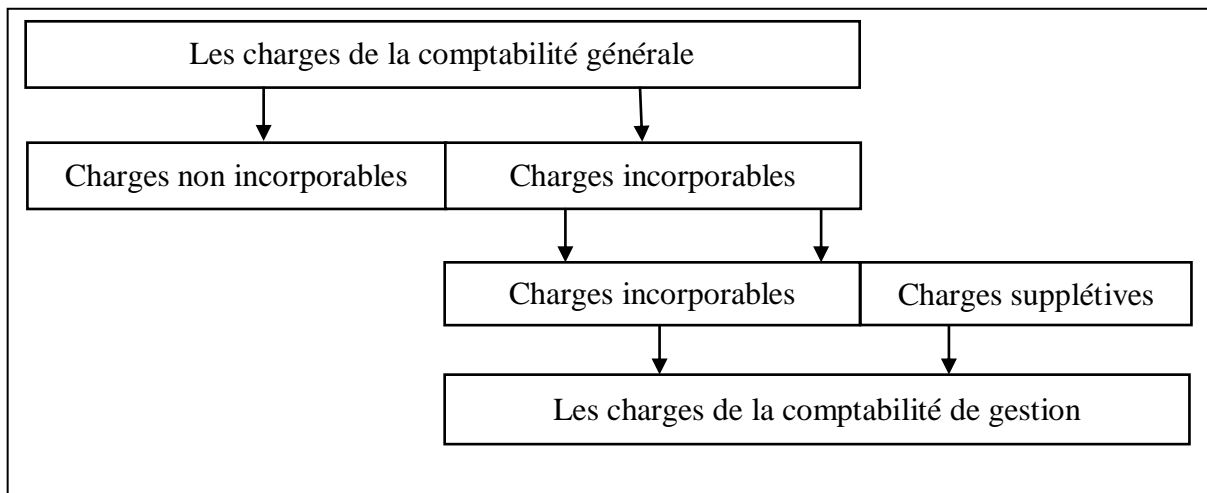 Les charges de la comptabilité générale
Charges non incorporables
Charges incorporables
Charges incorporables
Charges supplétives
Les charges de la comptabilité de gestion